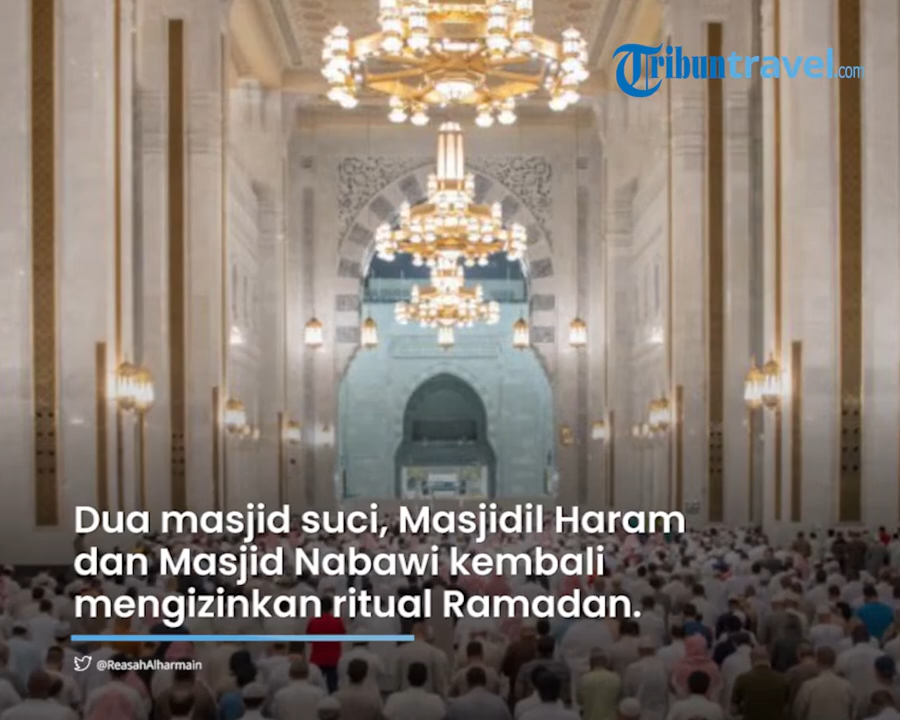 Tribuntravel.com
Dua masjid suci, Masjidil Haram
dan Masjid Nabawi kembali
mengizinkan ritual Ramadan.
@ReasahAlharmain